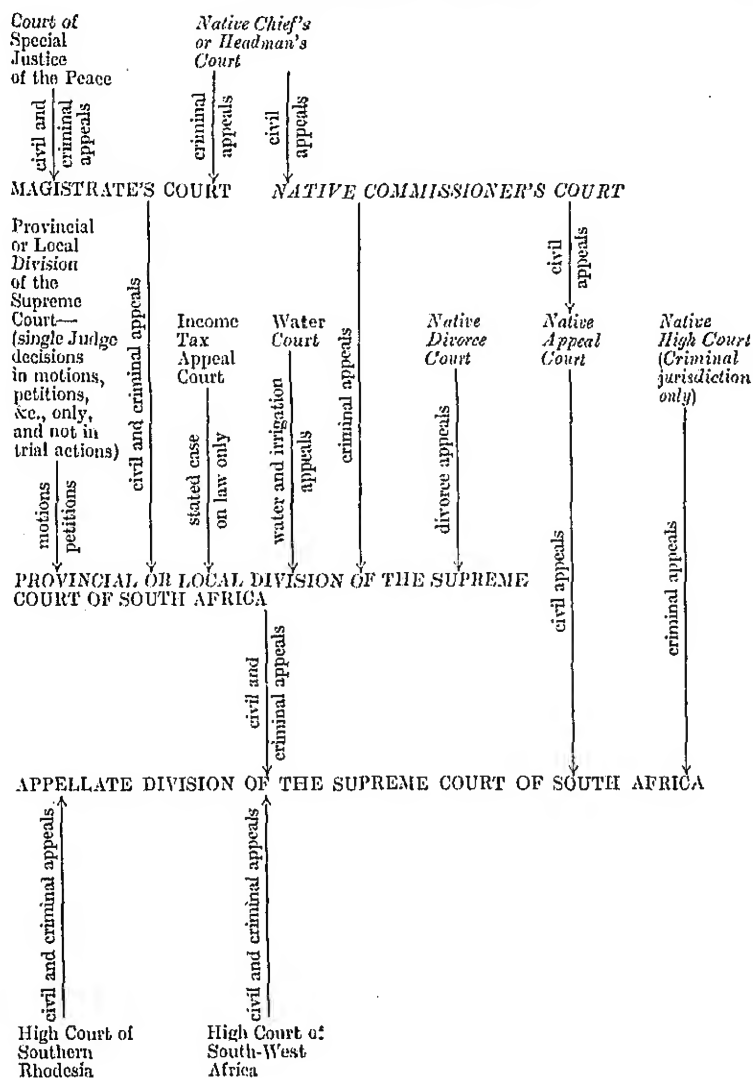 Court of
Special
Justice
of the Peace
Native Chief's
or Headman's
Court
civil and
criminal
appeals
criminal
appeals
civil
appeals
MAGISTRATE'S COURT
NATIVE COMMISSIONER'S COURT
Provincial
or Local
Division
of the
Supreme
Court—
(single Judge
decisions
in motions,
petitions,
&c., only,
and not in
trial actions)
civil and criminal appeals
Income
Tax
Appeal
Court
Water
Court
criminal appeals
Native
Divorce
Court
civil
appeals
Native
Appeal
Court
Native
High Court
(Criminal
jurisdiction
only)
motions
petitions
stated case
on law only
water and irrigation
appeals
divorce appeals
civil appeals
criminal appeals
PROVINCIAL OR LOCAL DIVISION OF THE SUPREME
COURT OF SOUTH AFRICA
civil and
criminal appeals
APPELLATE DIVISION OF THE SUPREME COURT OF SOUTH AFRICA
civil and criminal appeals
civil and criminal appeals
High Court of
Southern
Rhodesia
High Court of
South-West
Africa